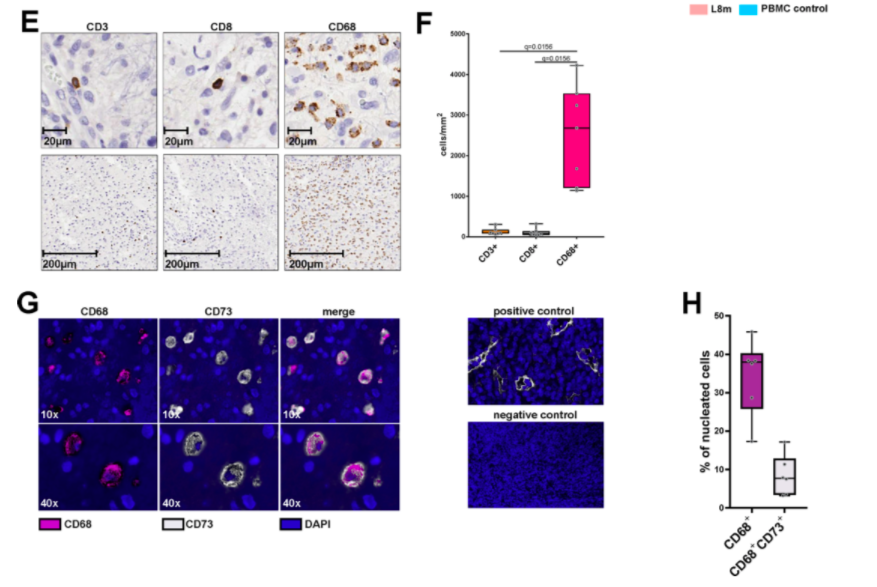 L8m PBMC control
E
CD3 CD8 CD68
20μm 20μm 20μm
200μm 200μm 200μm
F
5000
4000
3000
2000
1000
0
cells/mm²
q=0.0156
q=0.0156
CD3+ CD8+ CD68+
G
CD68 CD73 merge
10x 10x 10x
40x 40x 40x
CD68 CD73 DAPI
positive control
negative control
H
50
40
30
20
10
0
% of nucleated cells
CD68⁺
CD68⁺CD73⁺